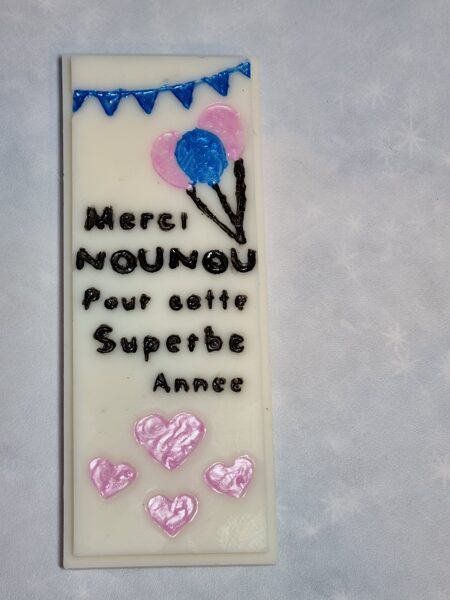 Merci
NOUNOU
Pour cette
Superbe
Annee